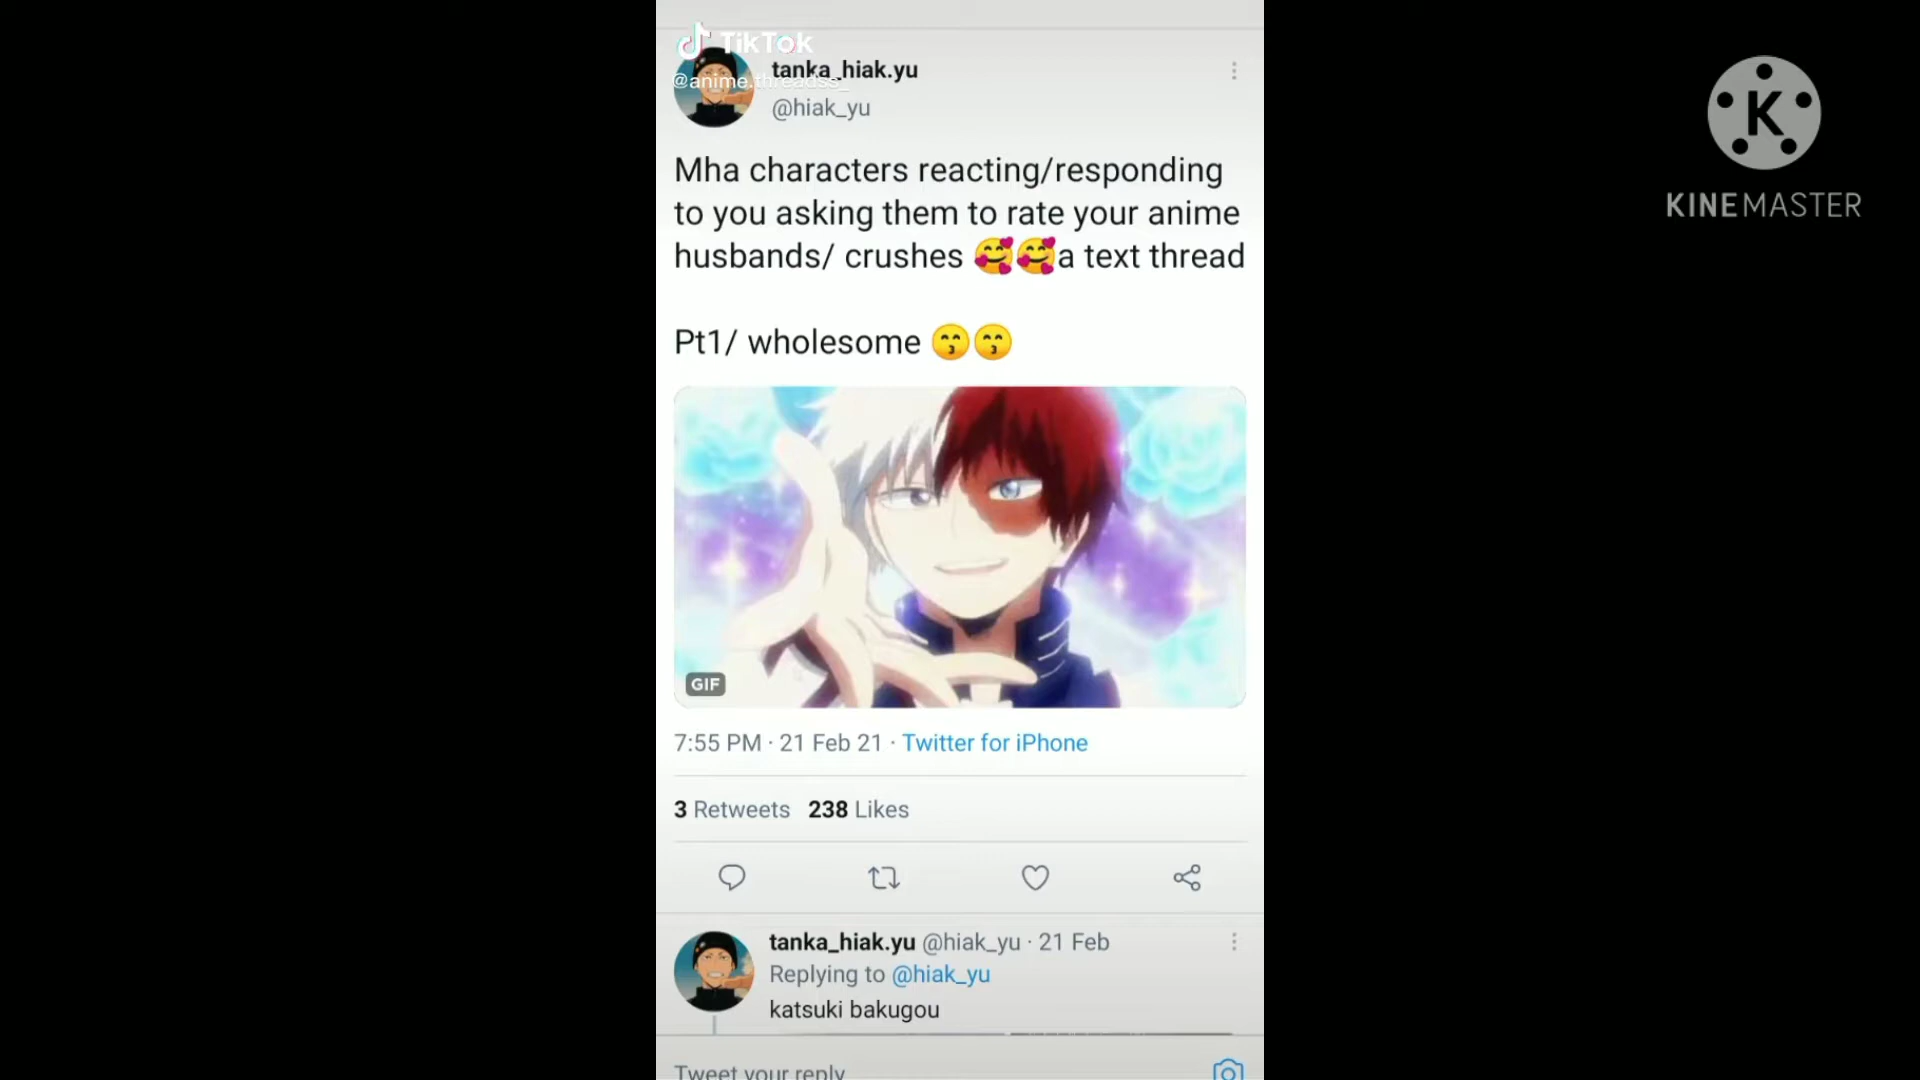 TikTok
@anime.threadss_
tanka_hiak.yu
@hiak_yu
Mha characters reacting/responding
to you asking them to rate your anime
husbands/ crushes 🥰🥰a text thread
Pt1/ wholesome 😙😙
GIF
7:55 PM · 21 Feb 21 · Twitter for iPhone
3 Retweets 238 Likes
tanka_hiak.yu @hiak_yu · 21 Feb
Replying to @hiak_yu
katsuki bakugou
Tweet your reply
K
KINEMASTER